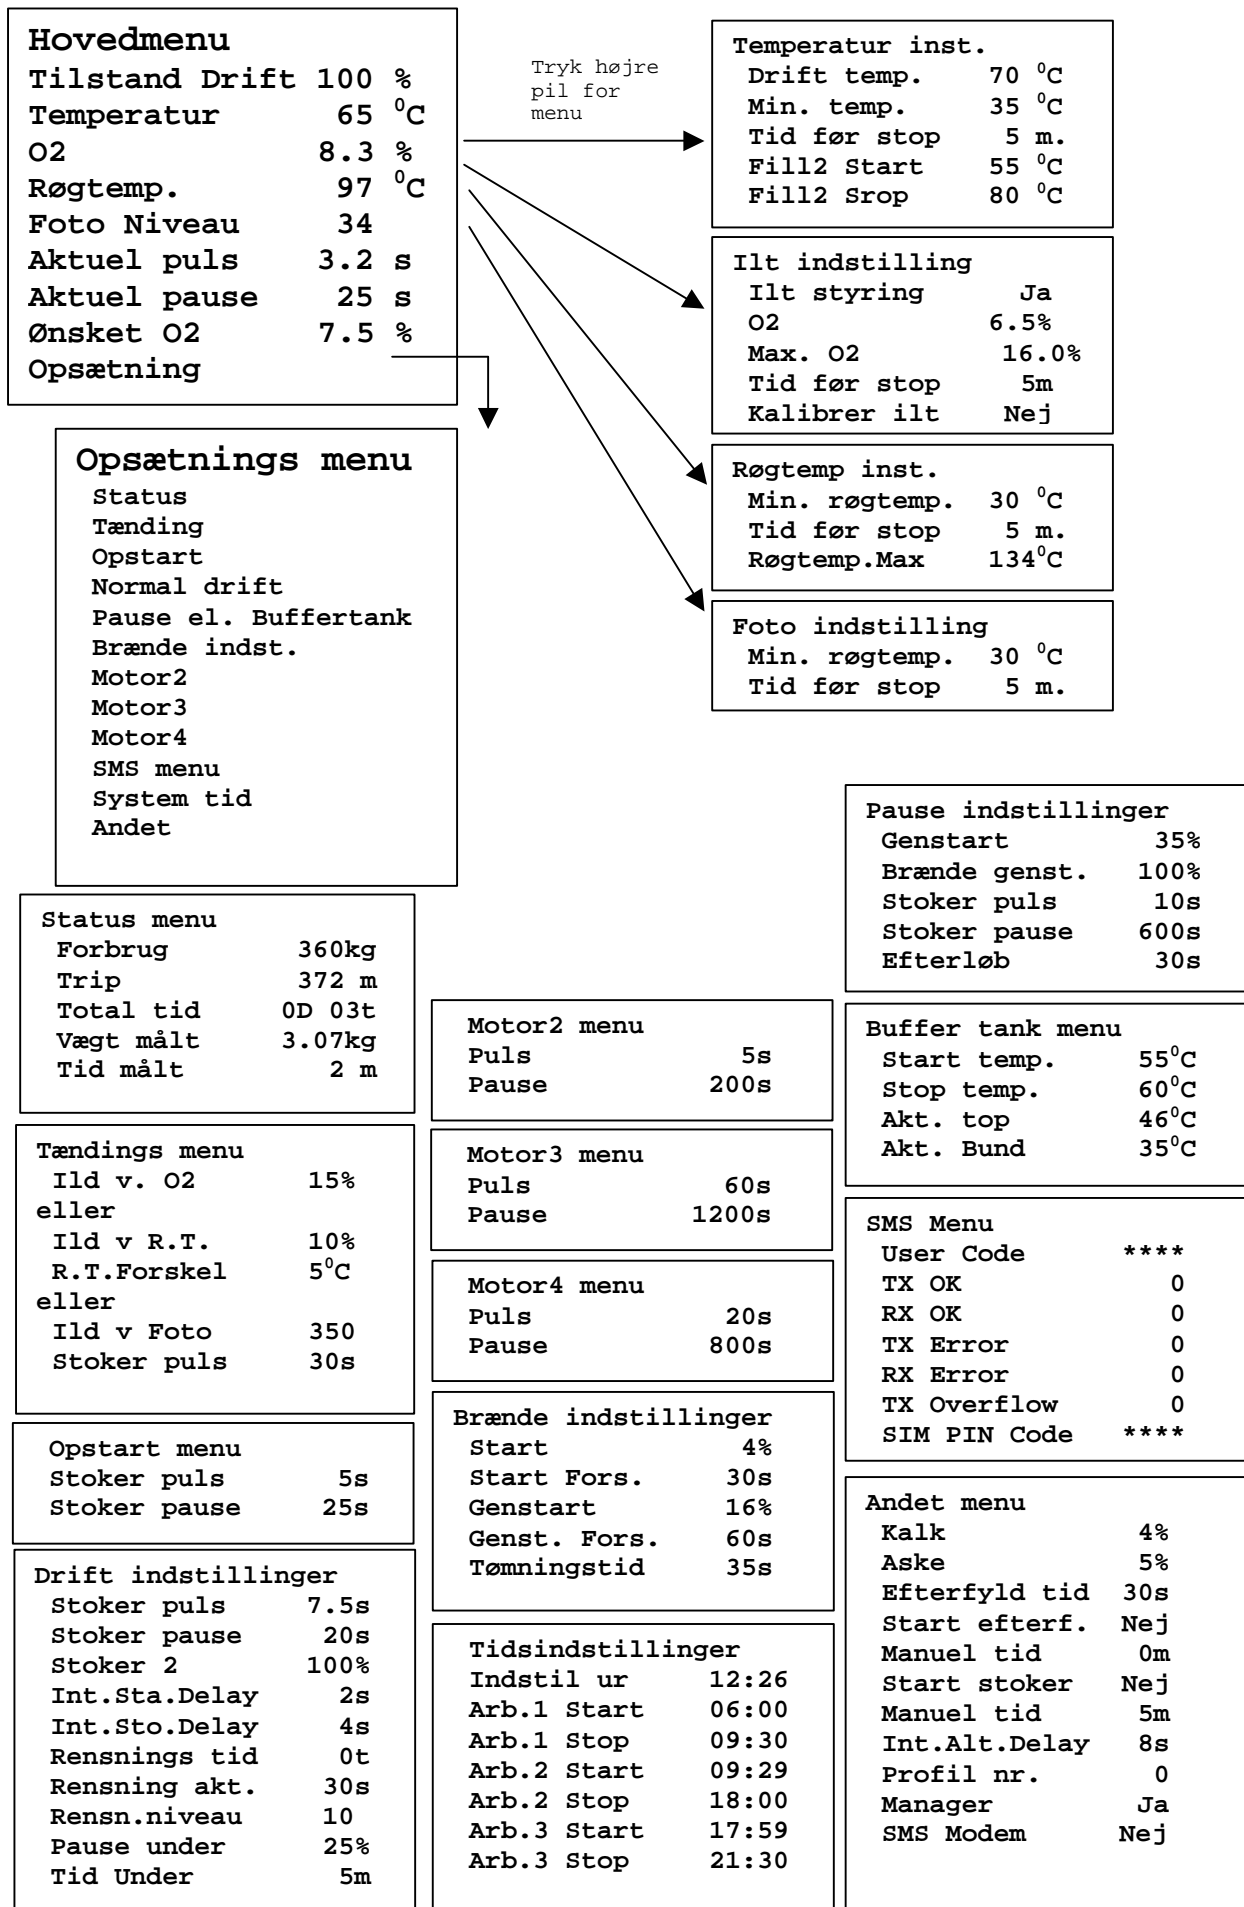 Hovedmenu
Tilstand Drift 100 %
Temperatur 65 ⁰C
O2 8.3 %
Røgtemp. 97 ⁰C
Foto Niveau 34
Aktuel puls 3.2 s
Aktuel pause 25 s
Ønsket O2 7.5 %
Opsætning
Tryk højre
pil for
menu
Temperatur inst.
Drift temp. 70 ⁰C
Min. temp. 35 ⁰C
Tid før stop 5 m.
Fill2 Start 55 ⁰C
Fill2 Srop 80 ⁰C
Ilt indstilling
Ilt styring Ja
O2 6.5%
Max. O2 16.0%
Tid før stop 5m
Kalibrer ilt Nej
Røgtemp inst.
Min. røgtemp. 30 ⁰C
Tid før stop 5 m.
Røgtemp.Max 134⁰C
Foto indstilling
Min. røgtemp. 30 ⁰C
Tid før stop 5 m.
Opsætnings menu
Status
Tænding
Opstart
Normal drift
Pause el. Buffertank
Brænde indst.
Motor2
Motor3
Motor4
SMS menu
System tid
Andet
Status menu
Forbrug 360kg
Trip 372 m
Total tid 0D 03t
Vægt målt 3.07kg
Tid målt 2 m
Tændings menu
Ild v. O2 15%
eller
Ild v R.T. 10%
R.T.Forskel 5⁰C
eller
Ild v Foto 350
Stoker puls 30s
Opstart menu
Stoker puls 5s
Stoker pause 25s
Drift indstillinger
Stoker puls 7.5s
Stoker pause 20s
Stoker 2 100%
Int.Sta.Delay 2s
Int.Sto.Delay 4s
Rensnings tid 0t
Rensning akt. 30s
Rensn.niveau 10
Pause under 25%
Tid Under 5m
Motor2 menu
Puls 5s
Pause 200s
Motor3 menu
Puls 60s
Pause 1200s
Motor4 menu
Puls 20s
Pause 800s
Brænde indstillinger
Start 4%
Start Fors. 30s
Genstart 16%
Genst. Fors. 60s
Tømningstid 35s
Tidsindstillinger
Indstil ur 12:26
Arb.1 Start 06:00
Arb.1 Stop 09:30
Arb.2 Start 09:29
Arb.2 Stop 18:00
Arb.3 Start 17:59
Arb.3 Stop 21:30
Pause indstillinger
Genstart 35%
Brænde genst. 100%
Stoker puls 10s
Stoker pause 600s
Efterløb 30s
Buffer tank menu
Start temp. 55⁰C
Stop temp. 60⁰C
Akt. top 46⁰C
Akt. Bund 35⁰C
SMS Menu
User Code ****
TX OK 0
RX OK 0
TX Error 0
RX Error 0
TX Overflow 0
SIM PIN Code ****
Andet menu
Kalk 4%
Aske 5%
Efterfyld tid 30s
Start efterf. Nej
Manuel tid 0m
Start stoker Nej
Manuel tid 5m
Int.Alt.Delay 8s
Profil nr. 0
Manager Ja
SMS Modem Nej